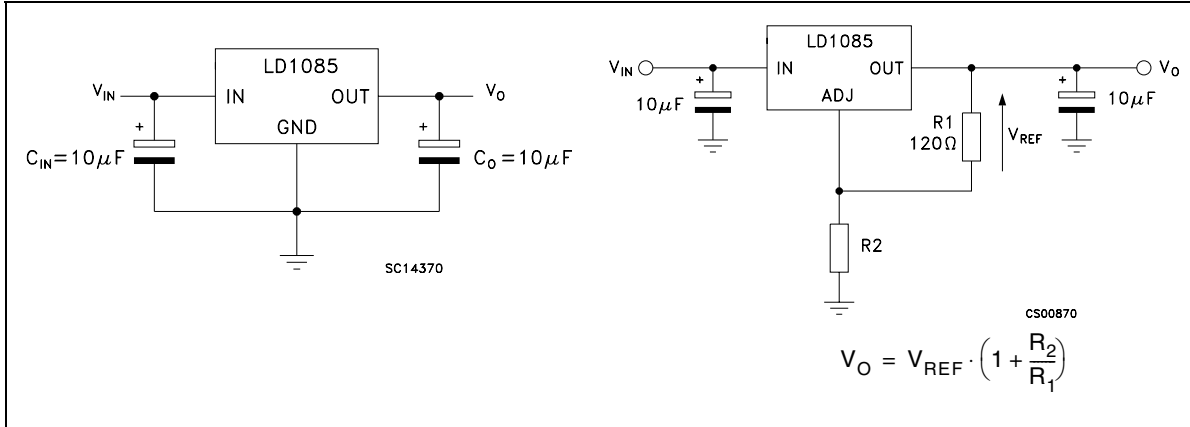 LD1085
V_IN
IN
OUT
V_O
GND
+
+
C_IN=10µF
C_O=10µF
SC14370
LD1085
V_IN
IN
OUT
V_O
ADJ
+
10µF
R1
120Ω
V_REF
+
10µF
R2
CS00870
V_O = V_REF · (1 + R_2/R_1)